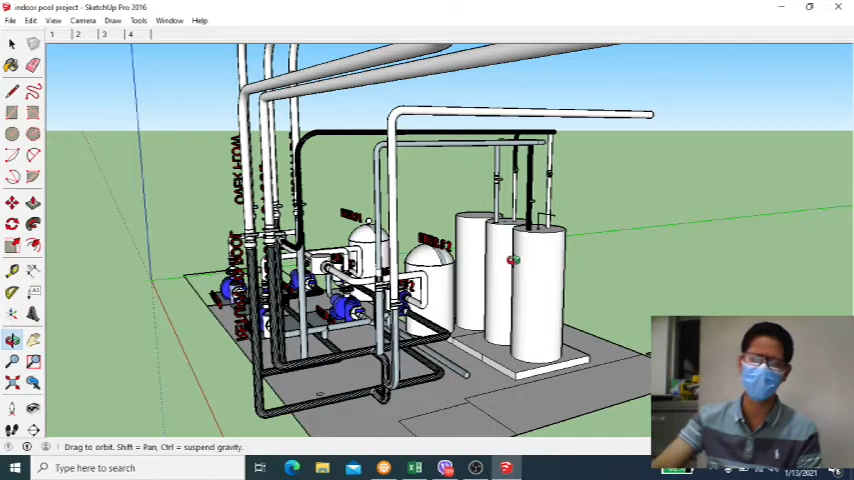 indoor pool project - SketchUp Pro 2016
File Edit View Camera Draw Tools Window Help
1 2 3 4
Drag to orbit. Shift = Pan, Ctrl = suspend gravity.
Type here to search
1/13/2021